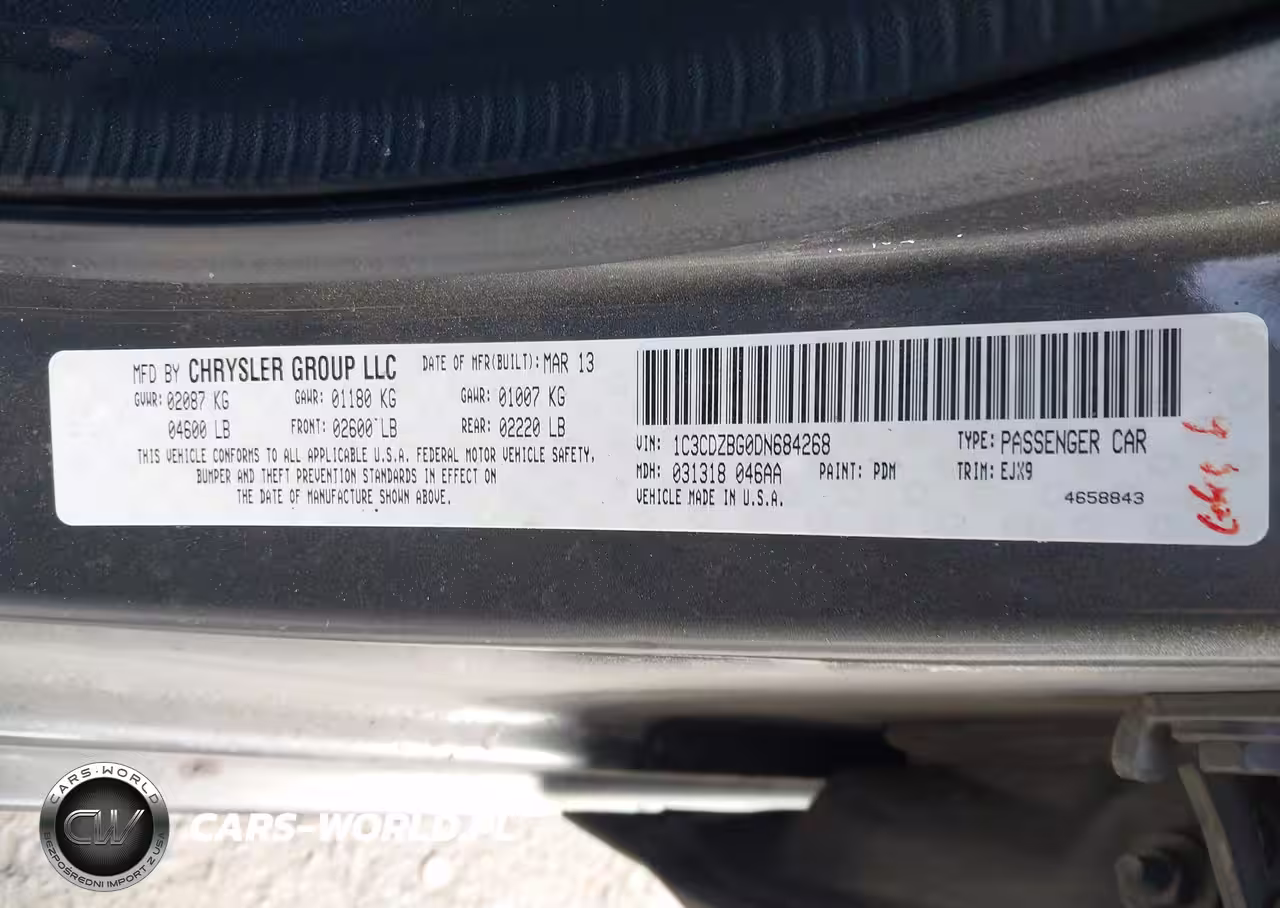 MFD BY CHRYSLER GROUP LLC DATE OF MFR(BUILT): MAR 13
GVWR: 02087 KG GAWR: 01180 KG GAWR: 01007 KG
04600 LB FRONT: 02600 LB REAR: 02220 LB
THIS VEHICLE CONFORMS TO ALL APPLICABLE U.S.A. FEDERAL MOTOR VEHICLE SAFETY,
BUMPER AND THEFT PREVENTION STANDARDS IN EFFECT ON
THE DATE OF MANUFACTURE SHOWN ABOVE.
VIN: 1C3CDZBG0DN684268 TYPE: PASSENGER CAR
MDH: 031318 046AA PAINT: PDM TRIM: EJX9
VEHICLE MADE IN U.S.A. 4658843
CARS-WORLD
CW
BEZPOŚREDNI IMPORT Z USA
CARS-WORLD.PL